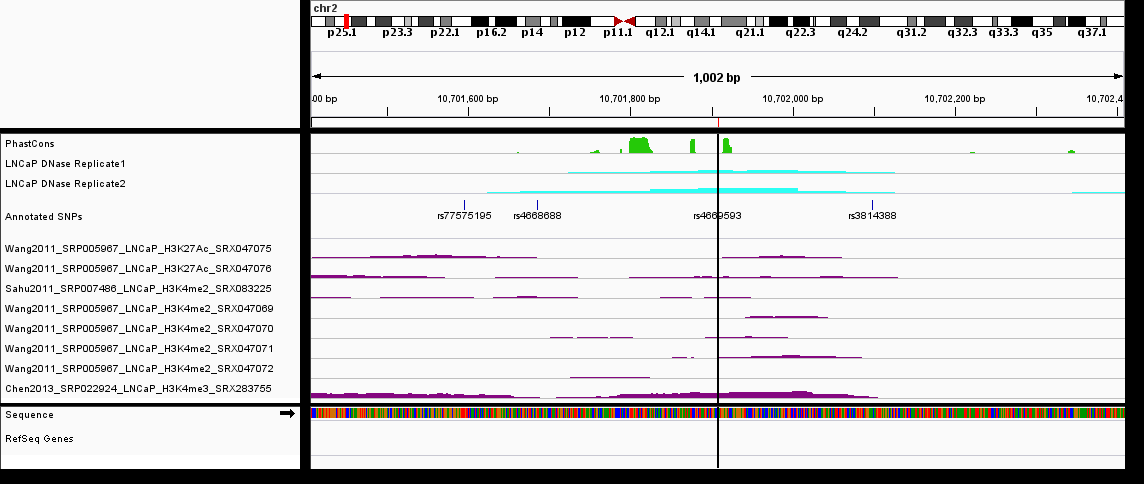 chr2
p25.1 p23.3 p22.1 p16.2 p14 p12 p11.1 q12.1 q14.1 q21.1 q22.3 q24.2 q31.2 q32.3 q33.3 q35 q37.1
1,002 bp
00 bp 10,701,600 bp 10,701,800 bp 10,702,000 bp 10,702,200 bp 10,702,4
PhastCons
LNCaP DNase Replicate1
LNCaP DNase Replicate2
Annotated SNPs rs77575195 rs4668688 rs4669593 rs3814388
Wang2011_SRP005967_LNCaP_H3K27Ac_SRX047075
Wang2011_SRP005967_LNCaP_H3K27Ac_SRX047076
Sahu2011_SRP007486_LNCaP_H3K4me2_SRX083225
Wang2011_SRP005967_LNCaP_H3K4me2_SRX047069
Wang2011_SRP005967_LNCaP_H3K4me2_SRX047070
Wang2011_SRP005967_LNCaP_H3K4me2_SRX047071
Wang2011_SRP005967_LNCaP_H3K4me2_SRX047072
Chen2013_SRP022924_LNCaP_H3K4me3_SRX283755
Sequence
RefSeq Genes